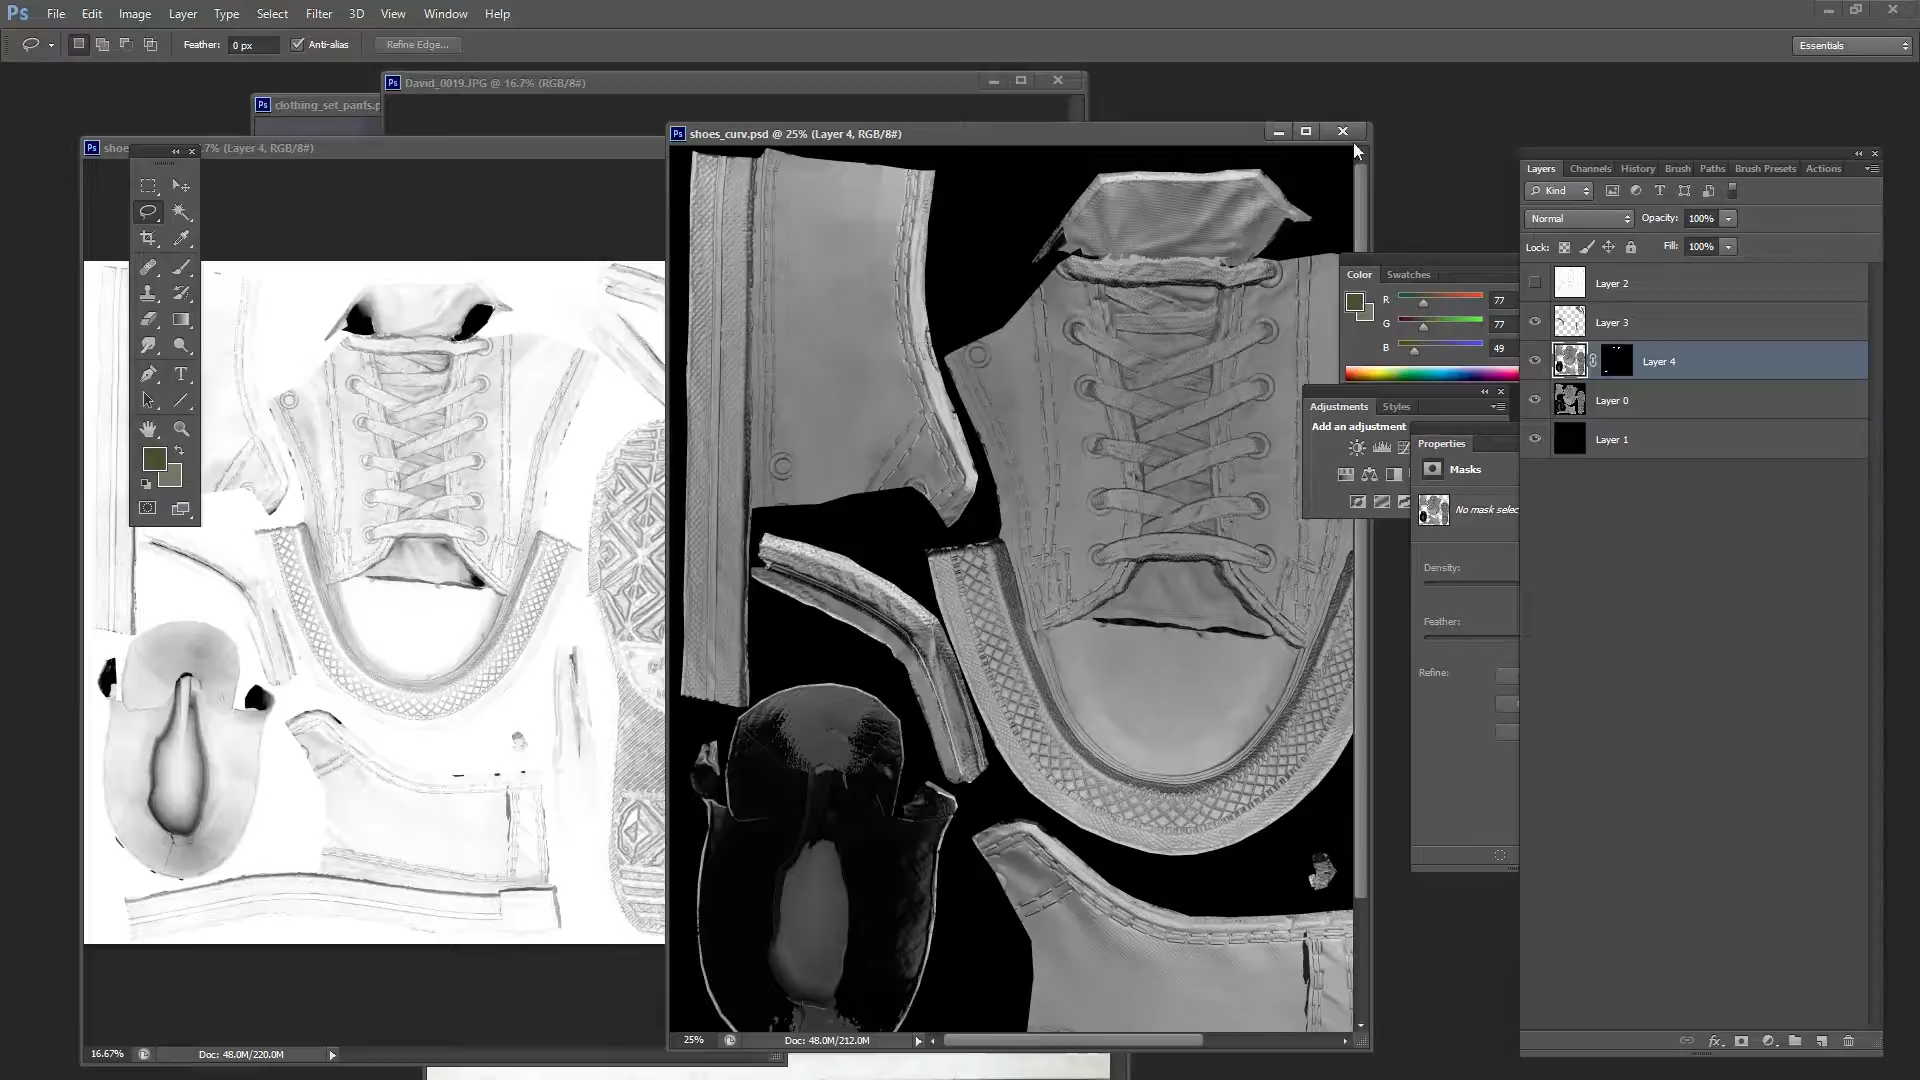 Ps File Edit Image Layer Type Select Filter 3D View Window Help
Feather: 0 px Anti-alias Refine Edge... Essentials
Ps David_0019.JPG @ 16.7% (RGB/8#)
Ps clothing_set_pants.p
Ps shoes_curv.psd @ 25% (Layer 4, RGB/8#)
Ps shoe .7% (Layer 4, RGB/8#)
Layers Channels History Brush Paths Brush Presets Actions
Kind
Normal Opacity: 100%
Lock: Fill: 100%
Layer 2
Layer 3
Layer 4
Layer 0
Layer 1
Color Swatches
R 77
G 77
B 49
Adjustments Styles
Add an adjustment
Properties
Masks
No mask selec
Density:
Feather:
Refine:
25% Doc: 48.0M/212.0M
16.67% Doc: 48.0M/220.0M
fx